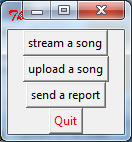 stream a song
upload a song
send a report
Quit